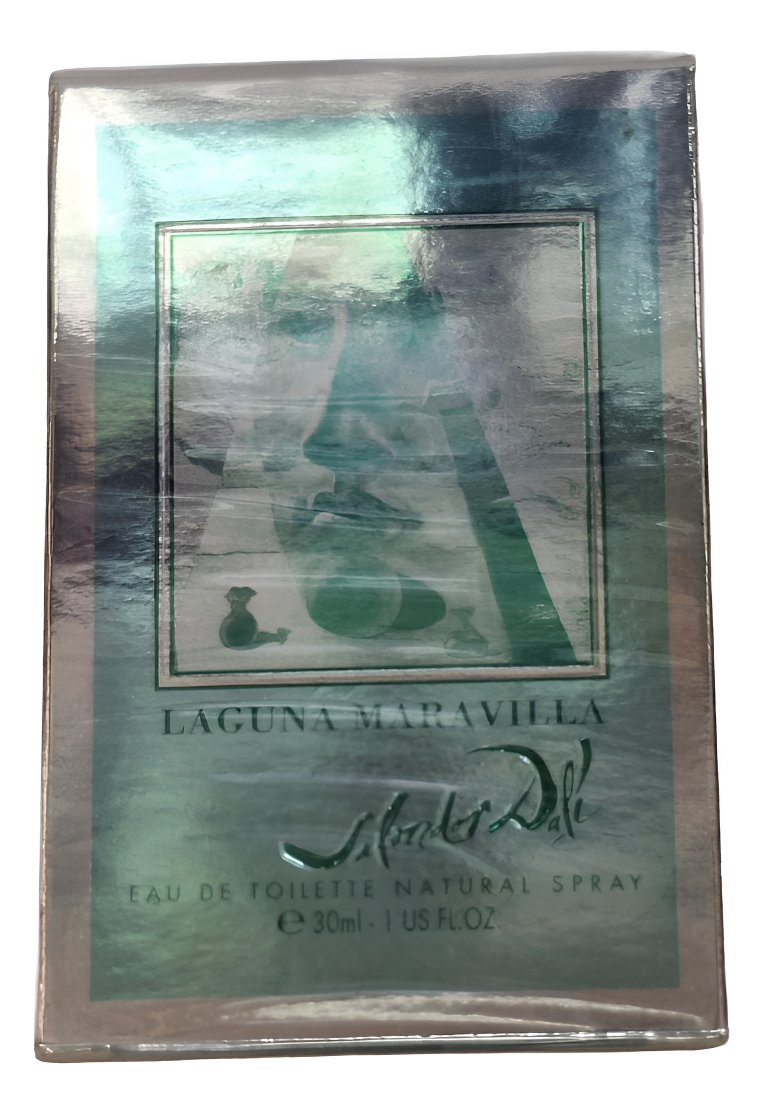 LAGUNA MARAVILLA
Salvador Dalí
EAU DE TOILETTE NATURAL SPRAY
℮ 30ml - 1 US FL.OZ.